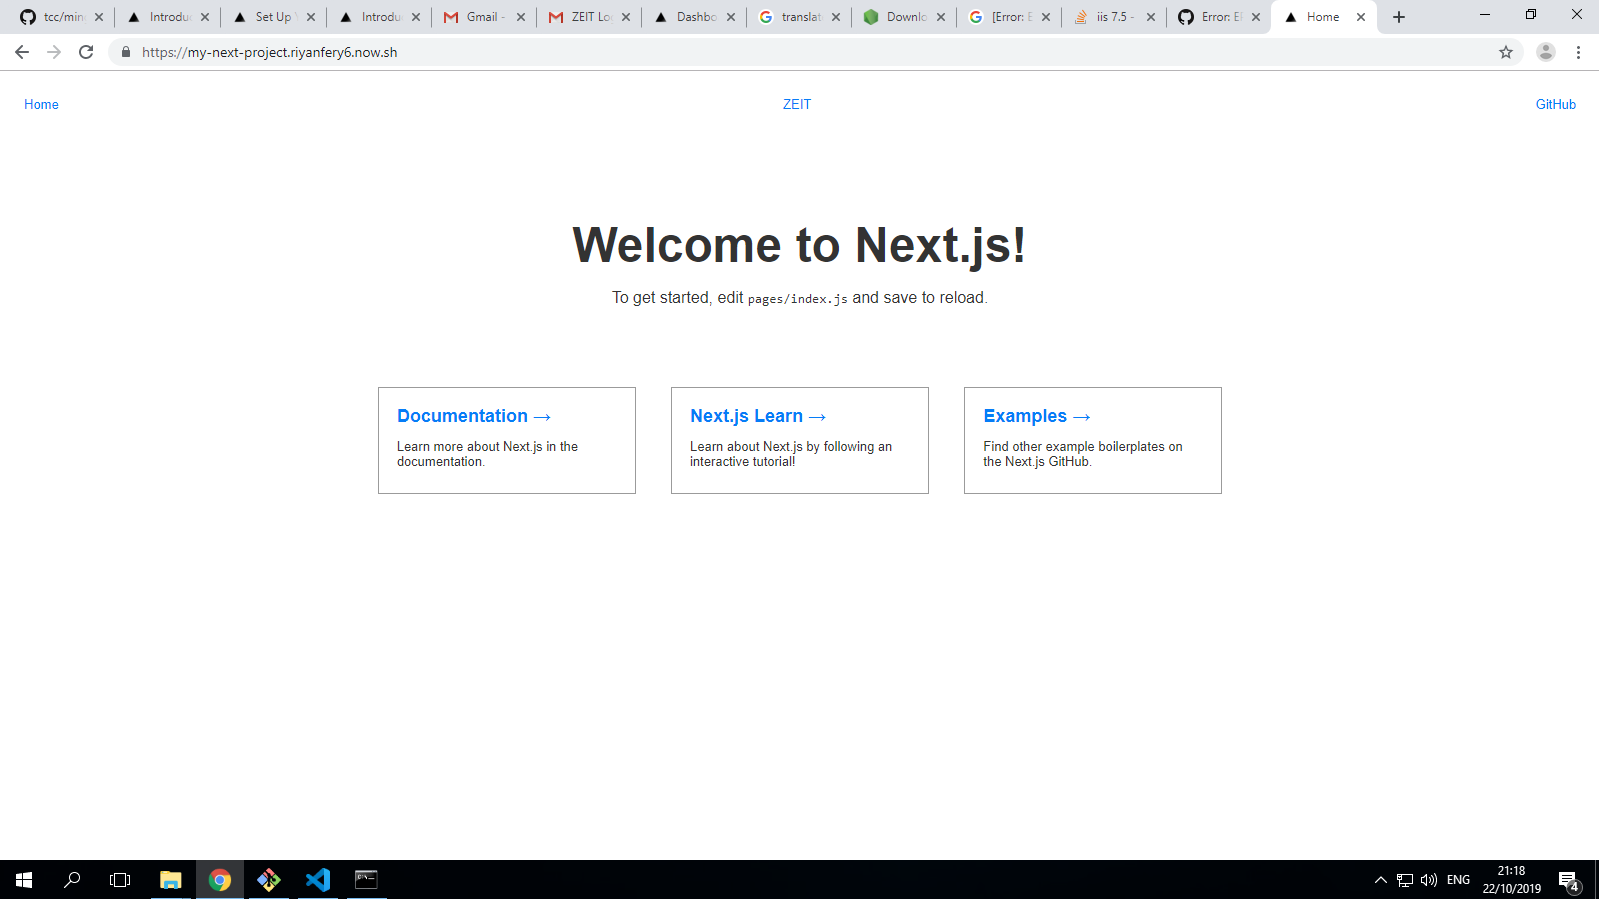 tcc/min
Introdu
Set Up
Introdu
Gmail -
ZEIT Lo
Dashbo
translat
Downlo
[Error: E
iis 7.5 -
Error: E
Home
https://my-next-project.riyanfery6.now.sh
Home ZEIT GitHub
Welcome to Next.js!
To get started, edit pages/index.js and save to reload.
Documentation →
Learn more about Next.js in the
documentation.
Next.js Learn →
Learn about Next.js by following an
interactive tutorial!
Examples →
Find other example boilerplates on
the Next.js GitHub.
ENG
21:18
22/10/2019
4